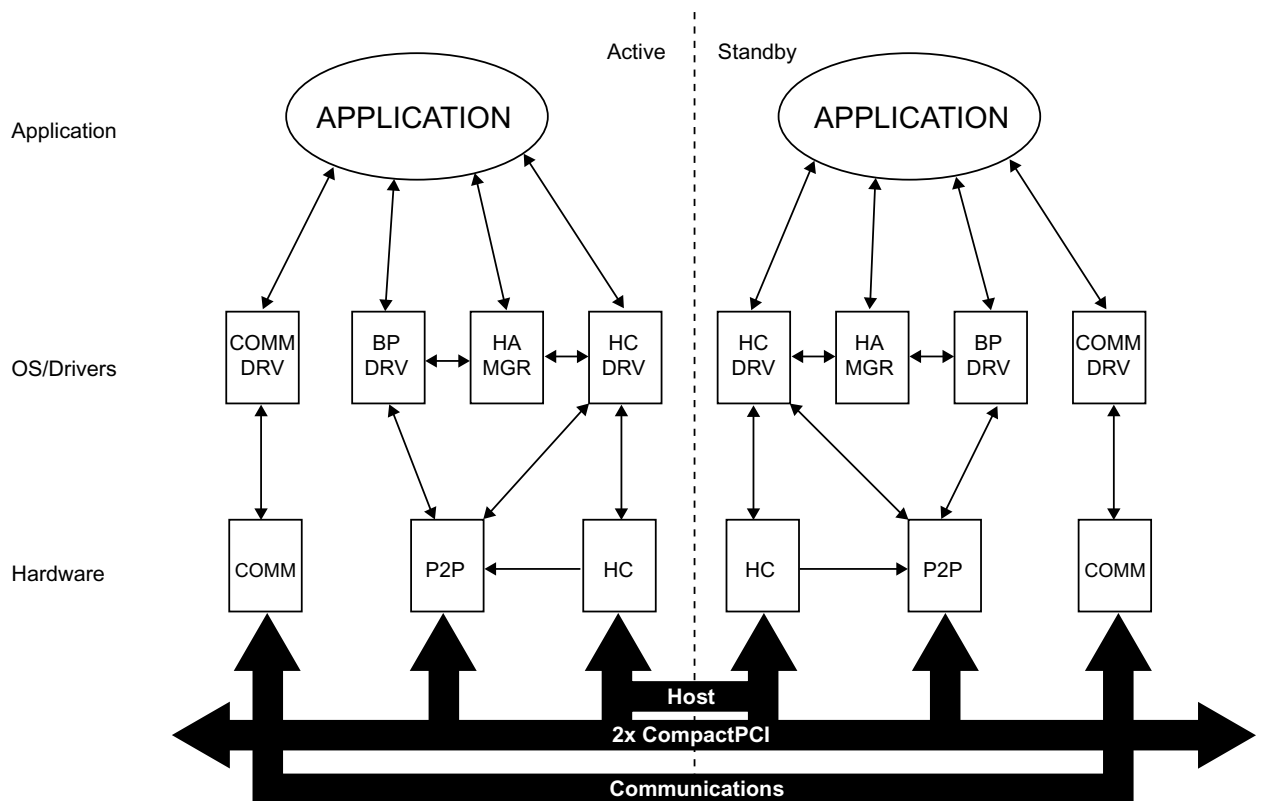 Active
Standby
Application
APPLICATION
APPLICATION
OS/Drivers
COMM
DRV
BP
DRV
HA
MGR
HC
DRV
HC
DRV
HA
MGR
BP
DRV
COMM
DRV
Hardware
COMM
P2P
HC
HC
P2P
COMM
Host
2x CompactPCI
Communications